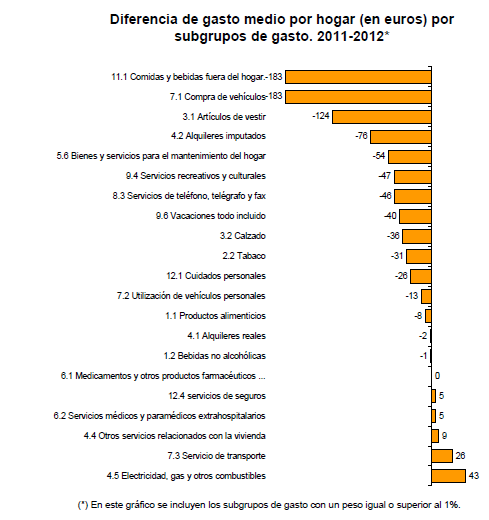 Diferencia de gasto medio por hogar (en euros) por
subgrupos de gasto. 2011-2012*
11.1 Comidas y bebidas fuera del hogar. -183
7.1 Compra de vehículos -183
3.1 Artículos de vestir -124
4.2 Alquileres imputados -76
5.6 Bienes y servicios para el mantenimiento del hogar -54
9.4 Servicios recreativos y culturales -47
8.3 Servicios de teléfono, telégrafo y fax -46
9.6 Vacaciones todo incluido -40
3.2 Calzado -36
2.2 Tabaco -31
12.1 Cuidados personales -26
7.2 Utilización de vehículos personales -13
1.1 Productos alimenticios -8
4.1 Alquileres reales -2
1.2 Bebidas no alcohólicas -1
6.1 Medicamentos y otros productos farmacéuticos ... 0
12.4 servicios de seguros 5
6.2 Servicios médicos y paramédicos extrahospitalarios 5
4.4 Otros servicios relacionados con la vivienda 9
7.3 Servicio de transporte 26
4.5 Electricidad, gas y otros combustibles 43
(*) En este gráfico se incluyen los subgrupos de gasto con un peso igual o superior al 1%.